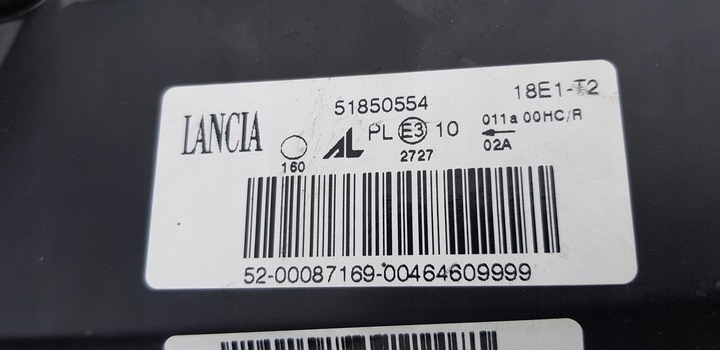 51850554
18E1-T2
LANCIA
160
AL
PL E3 10
2727
011a 00HC/R
02A
52-00087169-00464609999